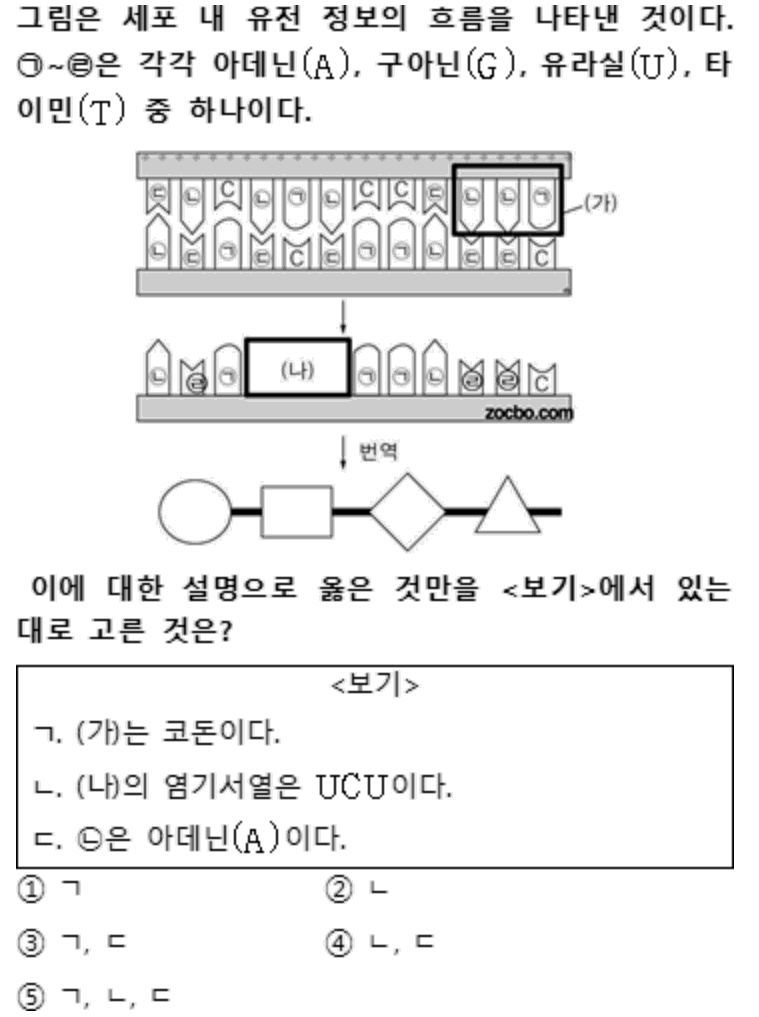 그림은 세포 내 유전 정보의 흐름을 나타낸 것이다.
㉠~㉣은 각각 아데닌(A), 구아닌(G), 유라실(U), 타
이민(T) 중 하나이다.
㉢ ㉡ C ㉡ ㉠ ㉡ C C ㉢ ㉡ ㉡ ㉠ (가)
㉡ ㉢ ㉠ ㉢ C ㉢ ㉠ ㉠ ㉡ ㉢ ㉢ C
㉡ ㉣ ㉠ (나) ㉠ ㉠ ㉡ ㉣ ㉣ C
zocbo.com
번역
이에 대한 설명으로 옳은 것만을 <보기>에서 있는
대로 고른 것은?
<보기>
ㄱ. (가)는 코돈이다.
ㄴ. (나)의 염기서열은 UCU이다.
ㄷ. ㉡은 아데닌(A)이다.
① ㄱ ② ㄴ
③ ㄱ, ㄷ ④ ㄴ, ㄷ
⑤ ㄱ, ㄴ, ㄷ